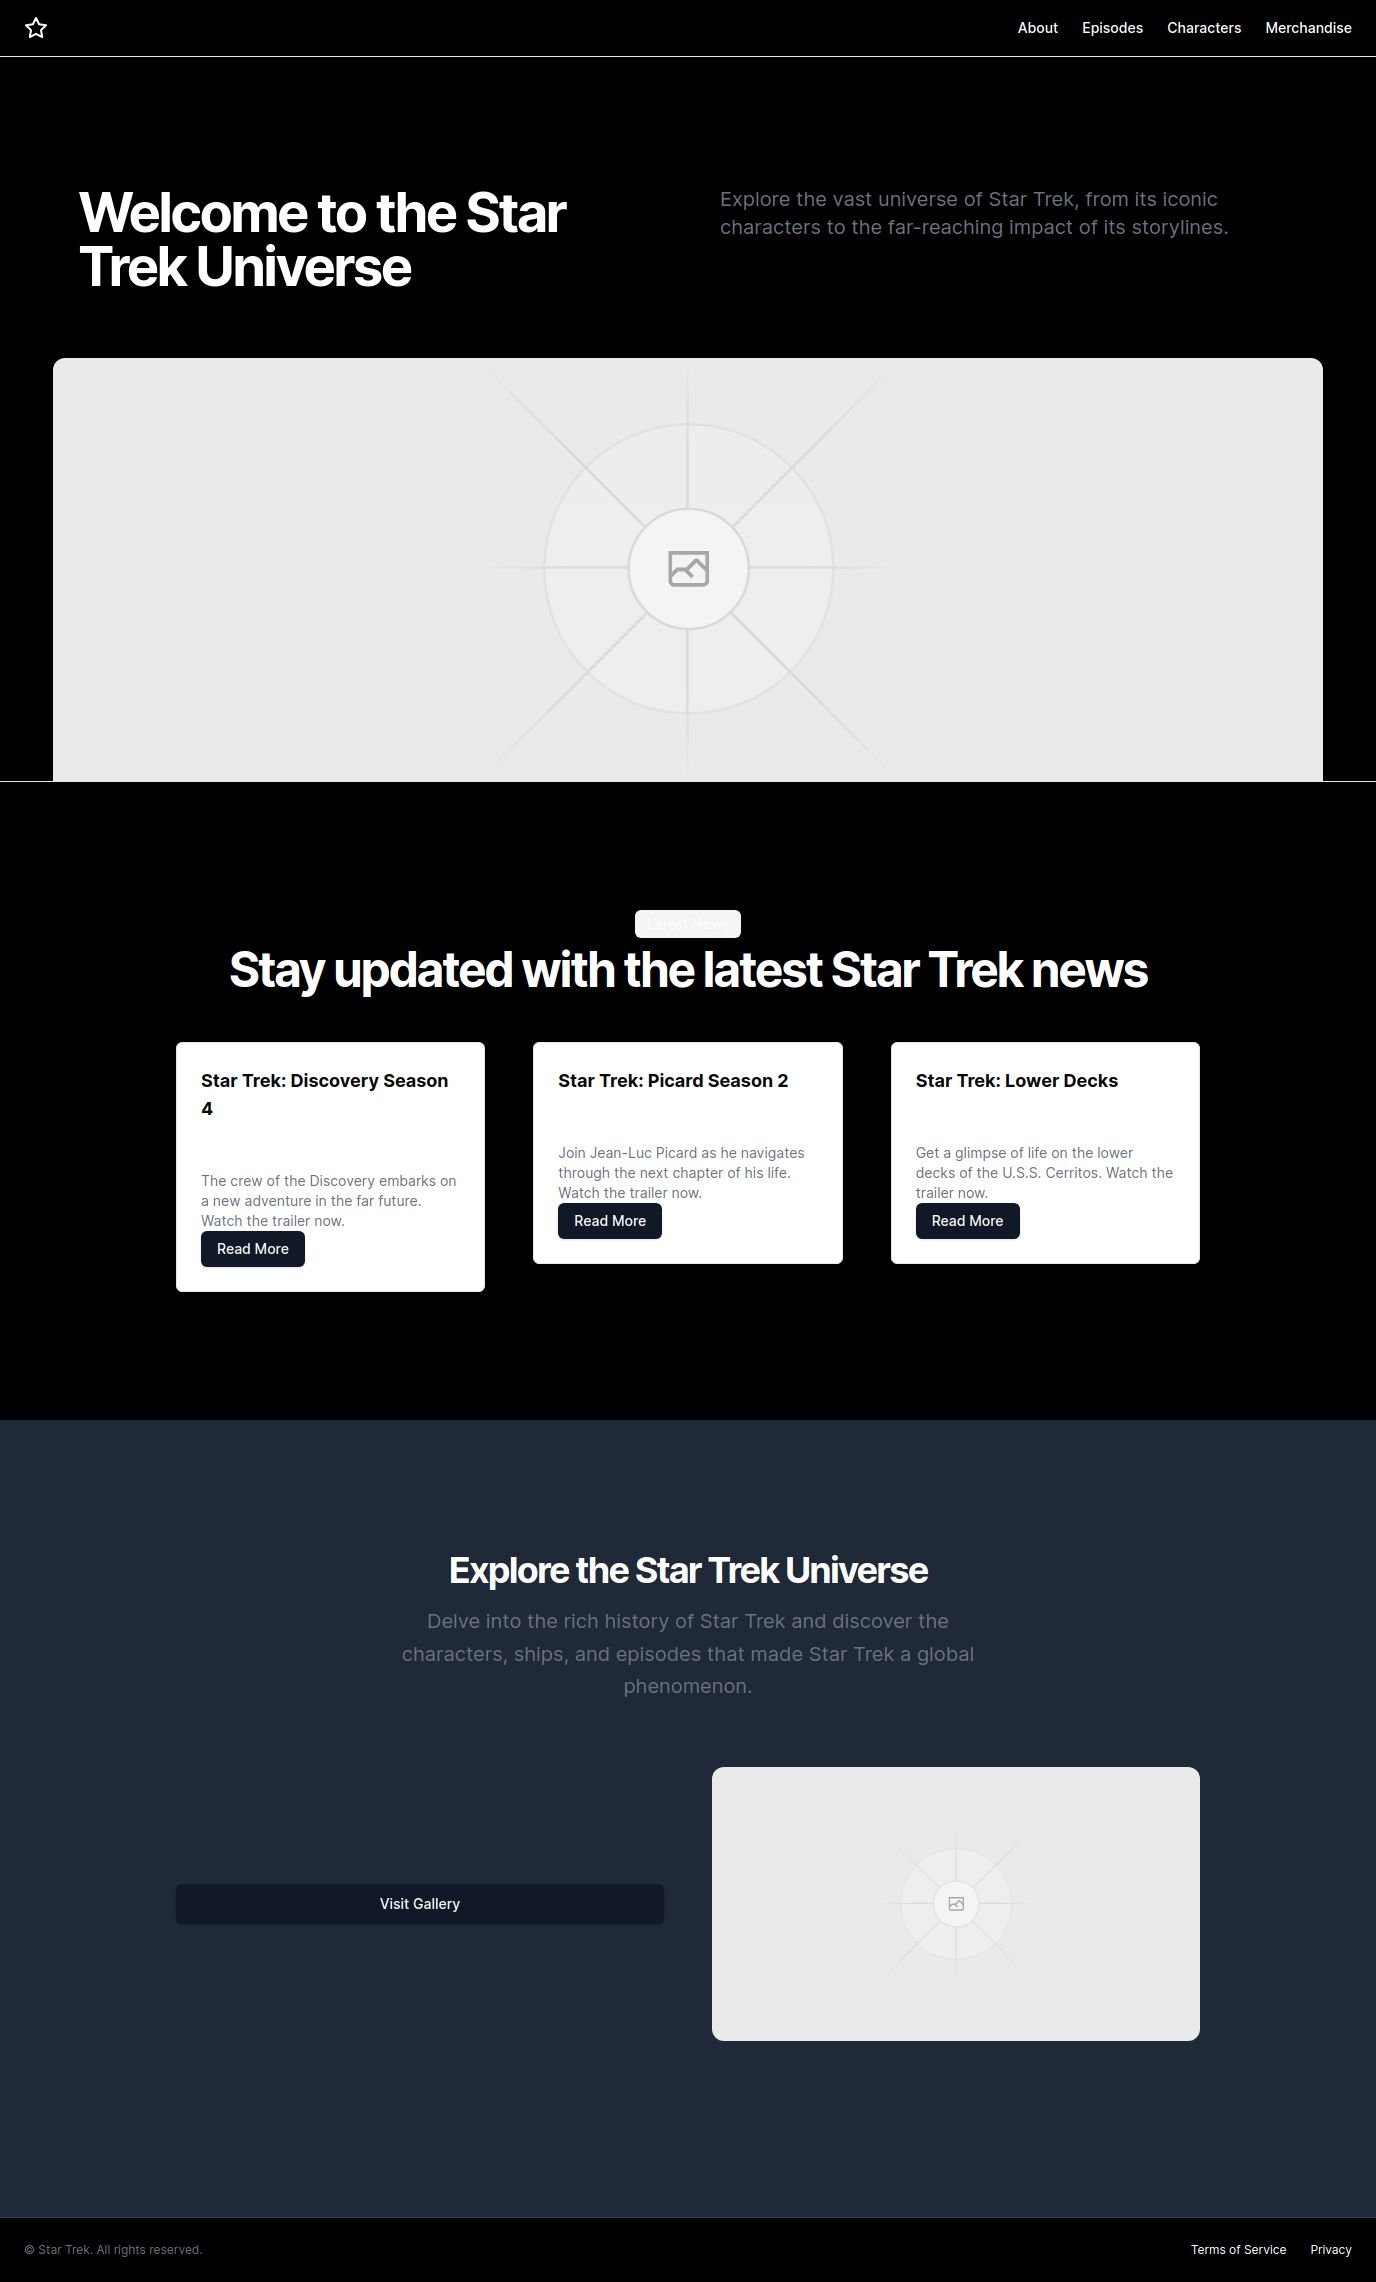 About Episodes Characters Merchandise
Welcome to the Star
Trek Universe
Explore the vast universe of Star Trek, from its iconic
characters to the far-reaching impact of its storylines.
Latest News
Stay updated with the latest Star Trek news
Star Trek: Discovery Season
4
The crew of the Discovery embarks on
a new adventure in the far future.
Watch the trailer now.
Read More
Star Trek: Picard Season 2
Join Jean-Luc Picard as he navigates
through the next chapter of his life.
Watch the trailer now.
Read More
Star Trek: Lower Decks
Get a glimpse of life on the lower
decks of the U.S.S. Cerritos. Watch the
trailer now.
Read More
Explore the Star Trek Universe
Delve into the rich history of Star Trek and discover the
characters, ships, and episodes that made Star Trek a global
phenomenon.
Visit Gallery
© Star Trek. All rights reserved.
Terms of Service Privacy